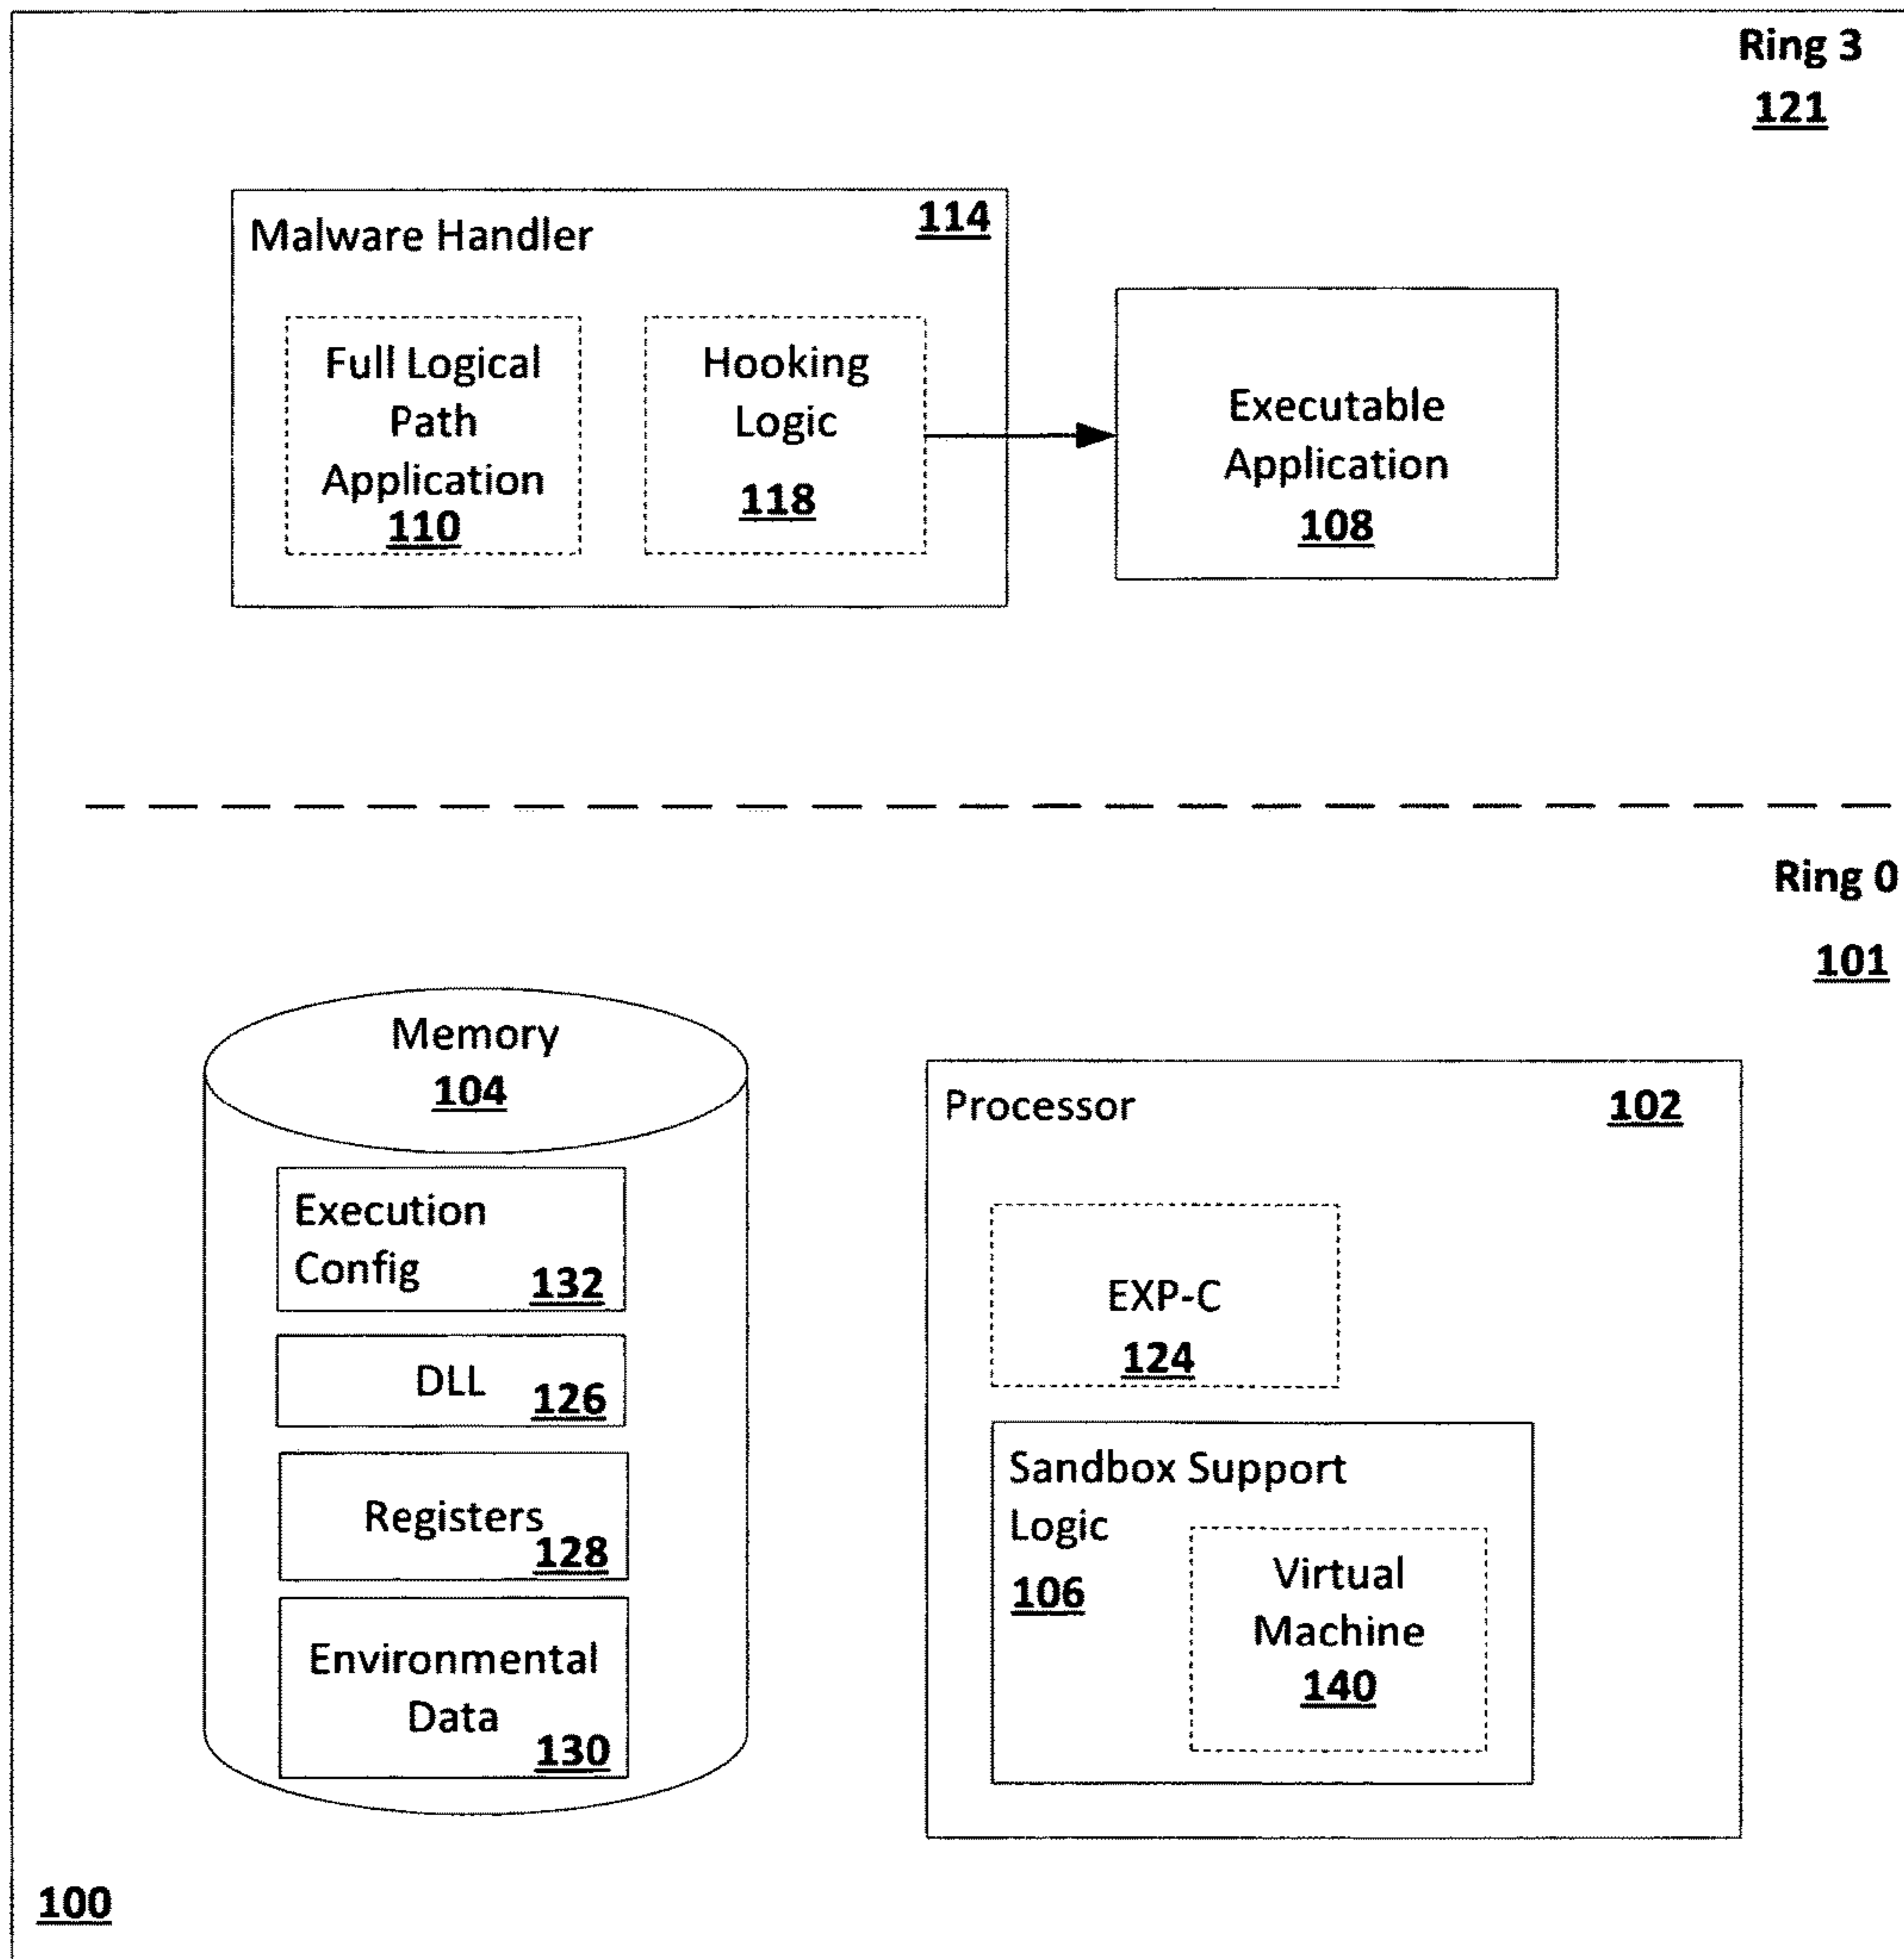 Ring 3
121
Malware Handler
114
Full Logical
Path
Application
110
Hooking
Logic
118
Executable
Application
108
Ring 0
101
Memory
104
Execution
Config
132
DLL
126
Registers
128
Environmental
Data
130
Processor
102
EXP-C
124
Sandbox Support
Logic
106
Virtual
Machine
140
100